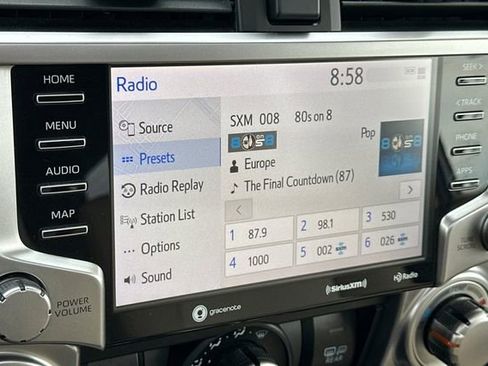 HOME
MENU
AUDIO
MAP
POWER
VOLUME
Radio
8:58
Source
Presets
Radio Replay
Station List
Options
Sound
SXM 008 80s on 8
Pop
Europe
The Final Countdown (87)
1 87.9
2 98.1
3 530
4 1000
5 002
6 026
gracenote
SiriusXM
HD Radio
SEEK >
< TRACK
PHONE
APPS
REAR